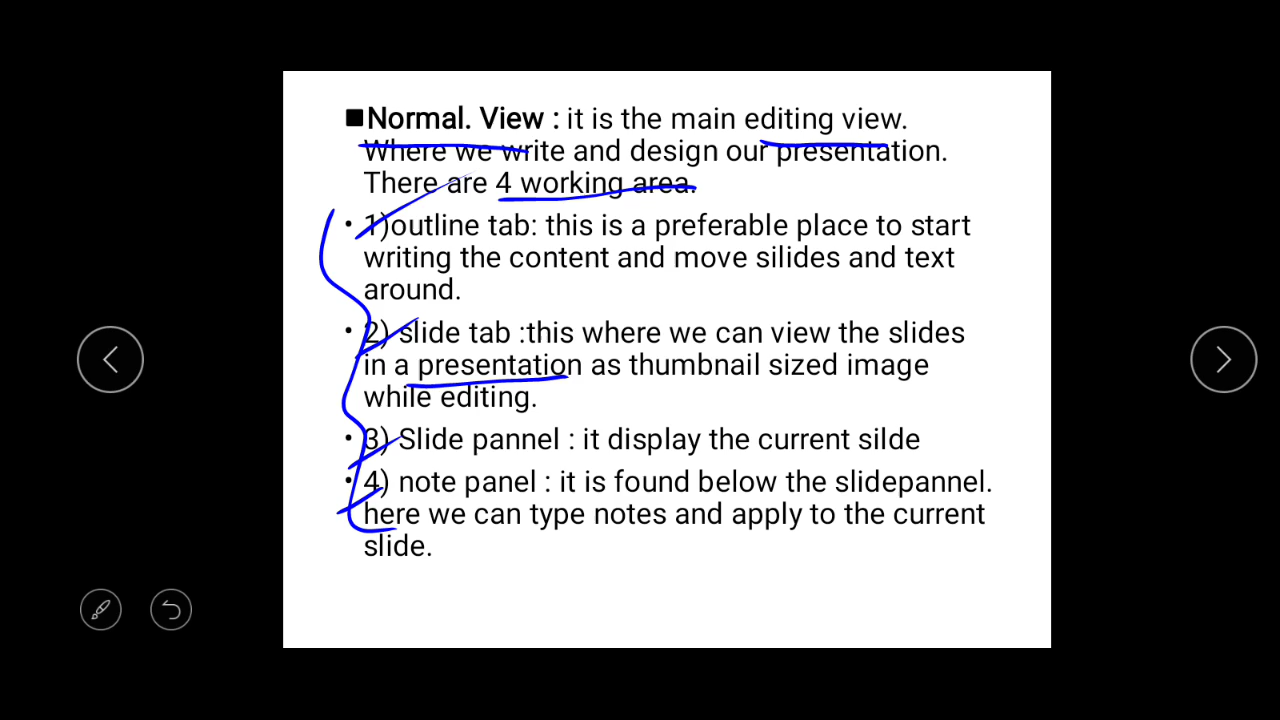 ■Normal. View : it is the main editing view.
Where we write and design our presentation.
There are 4 working area.
• 1)outline tab: this is a preferable place to start
writing the content and move silides and text
around.
• 2) slide tab :this where we can view the slides
in a presentation as thumbnail sized image
while editing.
• 3) Slide pannel : it display the current silde
• 4) note panel : it is found below the slidepannel.
here we can type notes and apply to the current
slide.